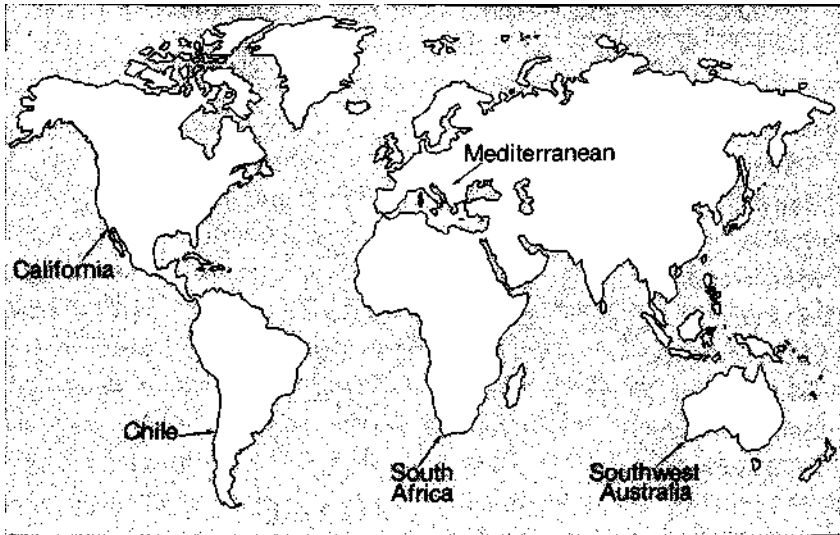 Mediterranean
California
Chile
South
Africa
Southwest
Australia